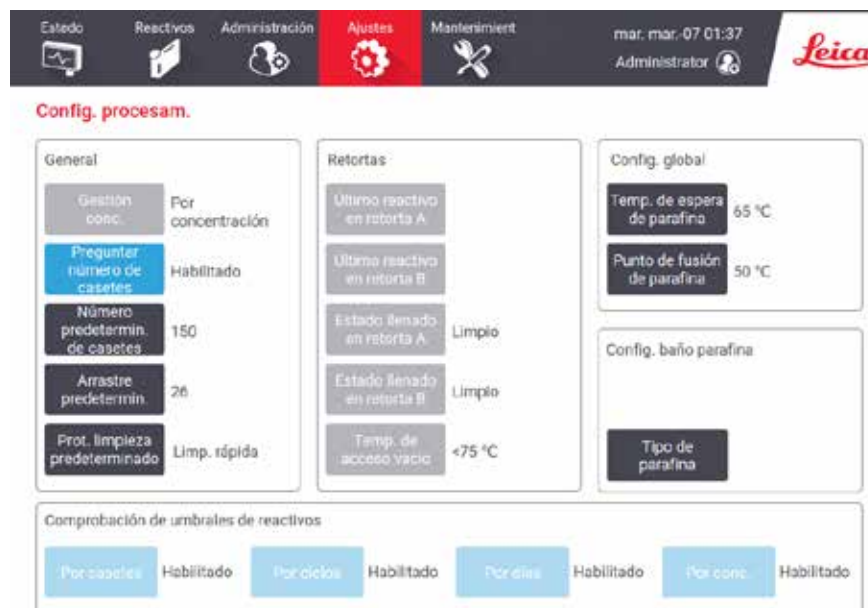 Estado
Reactivos
Administración
Ajustes
Mantenimient
mar. mar.-07 01:37
Administrator
Leica
Config. procesam.
General
Gestión
conc.
Por
concentración
Preguntar
número de
casetes
Habilitado
Número
predetermin.
de casetes
150
Arrastre
predetermin.
26
Prot. limpieza
predeterminado
Limp. rápida
Retortas
Último reactivo
en retorta A
Último reactivo
en retorta B
Estado llenado
en retorta A
Limpio
Estado llenado
en retorta B
Limpio
Temp. de
acceso vacío
<75 °C
Config. global
Temp. de espera
de parafina
65 °C
Punto de fusión
de parafina
50 °C
Config. baño parafina
Tipo de
parafina
Comprobación de umbrales de reactivos
Por casetes
Habilitado
Por ciclos
Habilitado
Por días
Habilitado
Por conc.
Habilitado